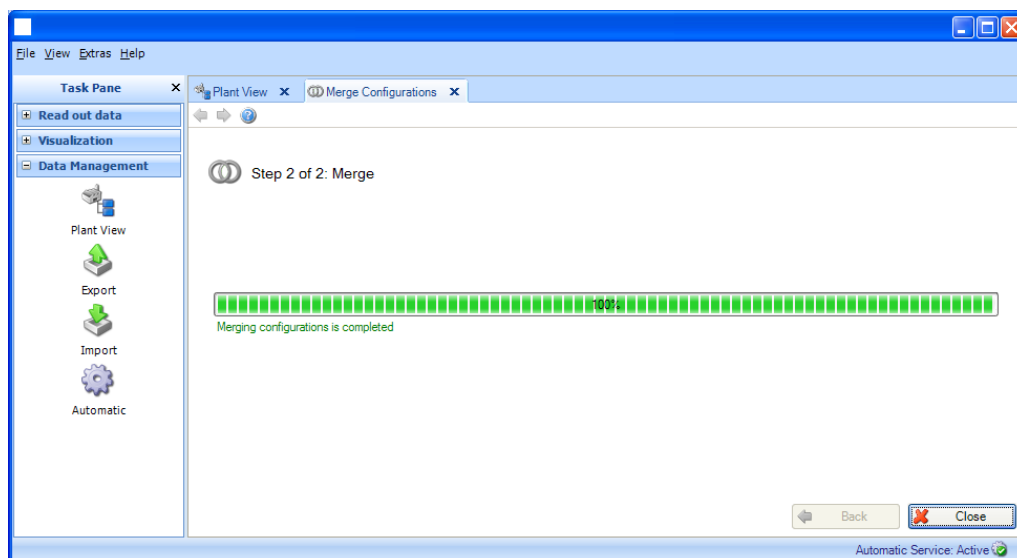 File View Extras Help
Task Pane
Plant View
Merge Configurations
Read out data
Visualization
Data Management
Plant View
Export
Import
Automatic
Step 2 of 2: Merge
100%
Merging configurations is completed
Back
Close
Automatic Service: Active